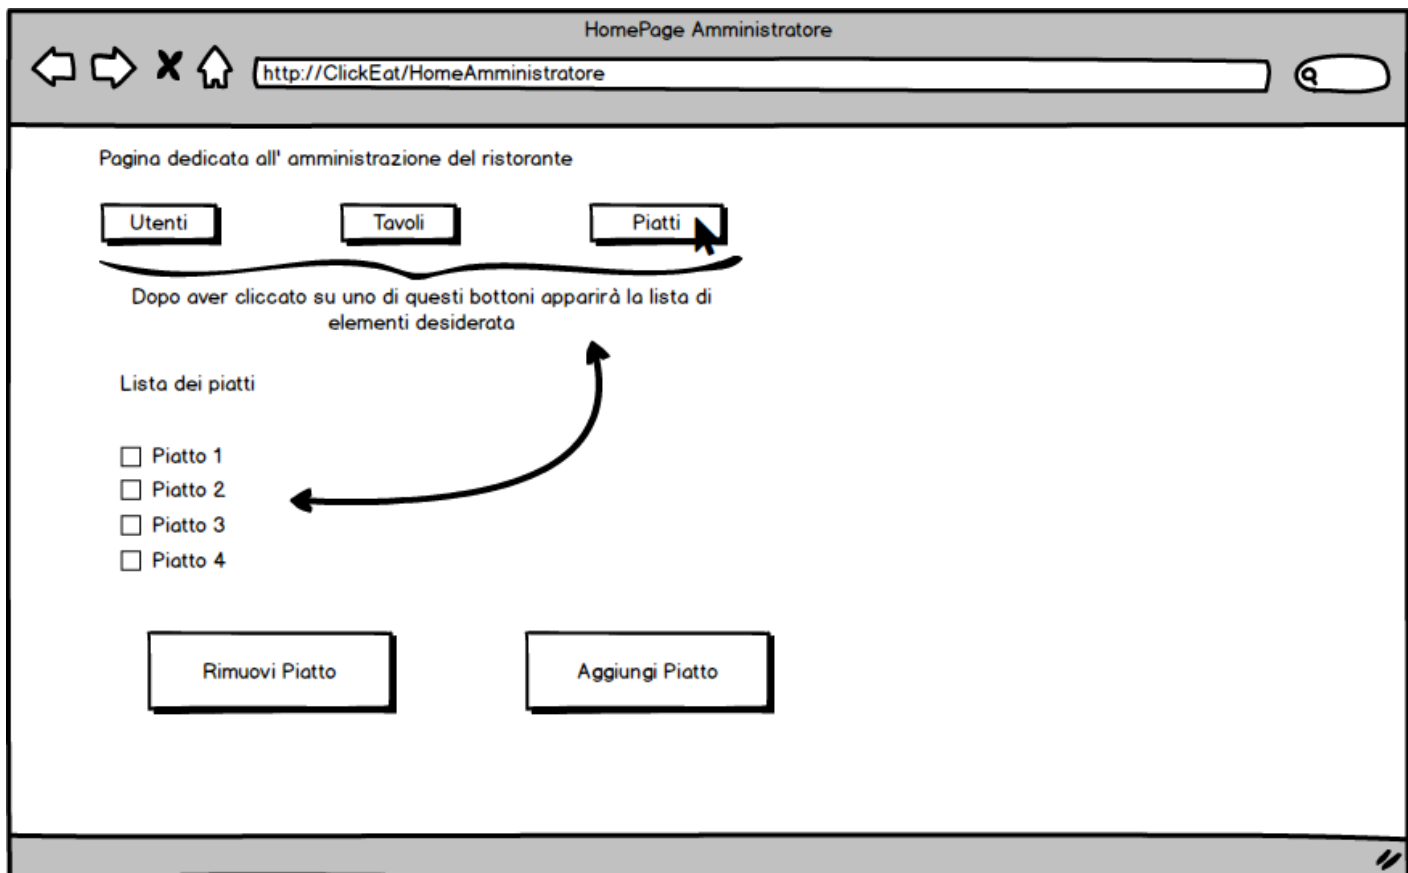 HomePage Amministratore
http://ClickEat/HomeAmministratore
Pagina dedicata all' amministrazione del ristorante
Utenti
Tavoli
Piatti
Dopo aver cliccato su uno di questi bottoni apparirà la lista di
elementi desiderata
Lista dei piatti
Piatto 1
Piatto 2
Piatto 3
Piatto 4
Rimuovi Piatto
Aggiungi Piatto